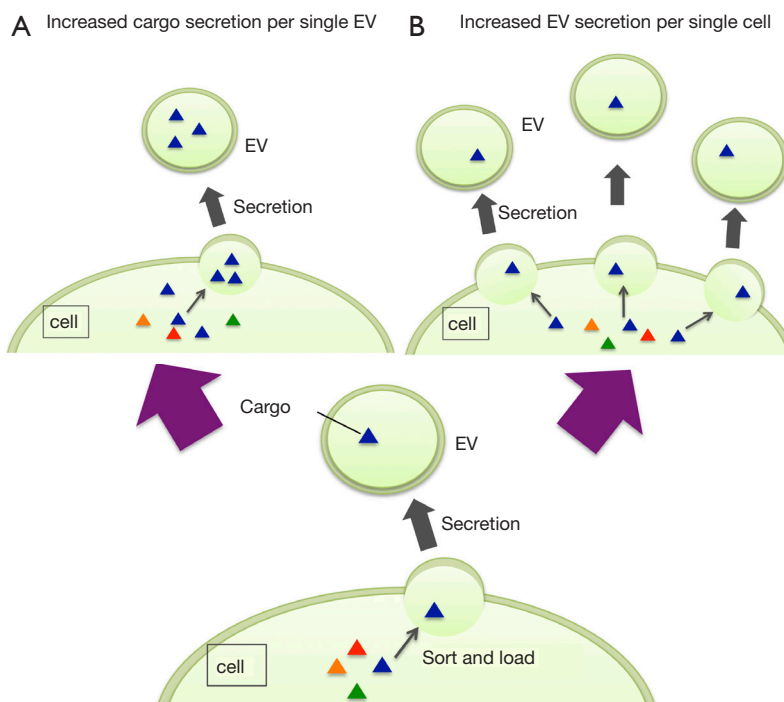 A Increased cargo secretion per single EV
B Increased EV secretion per single cell
EV
Secretion
cell
EV
Secretion
cell
Cargo
EV
Secretion
Sort and load
cell